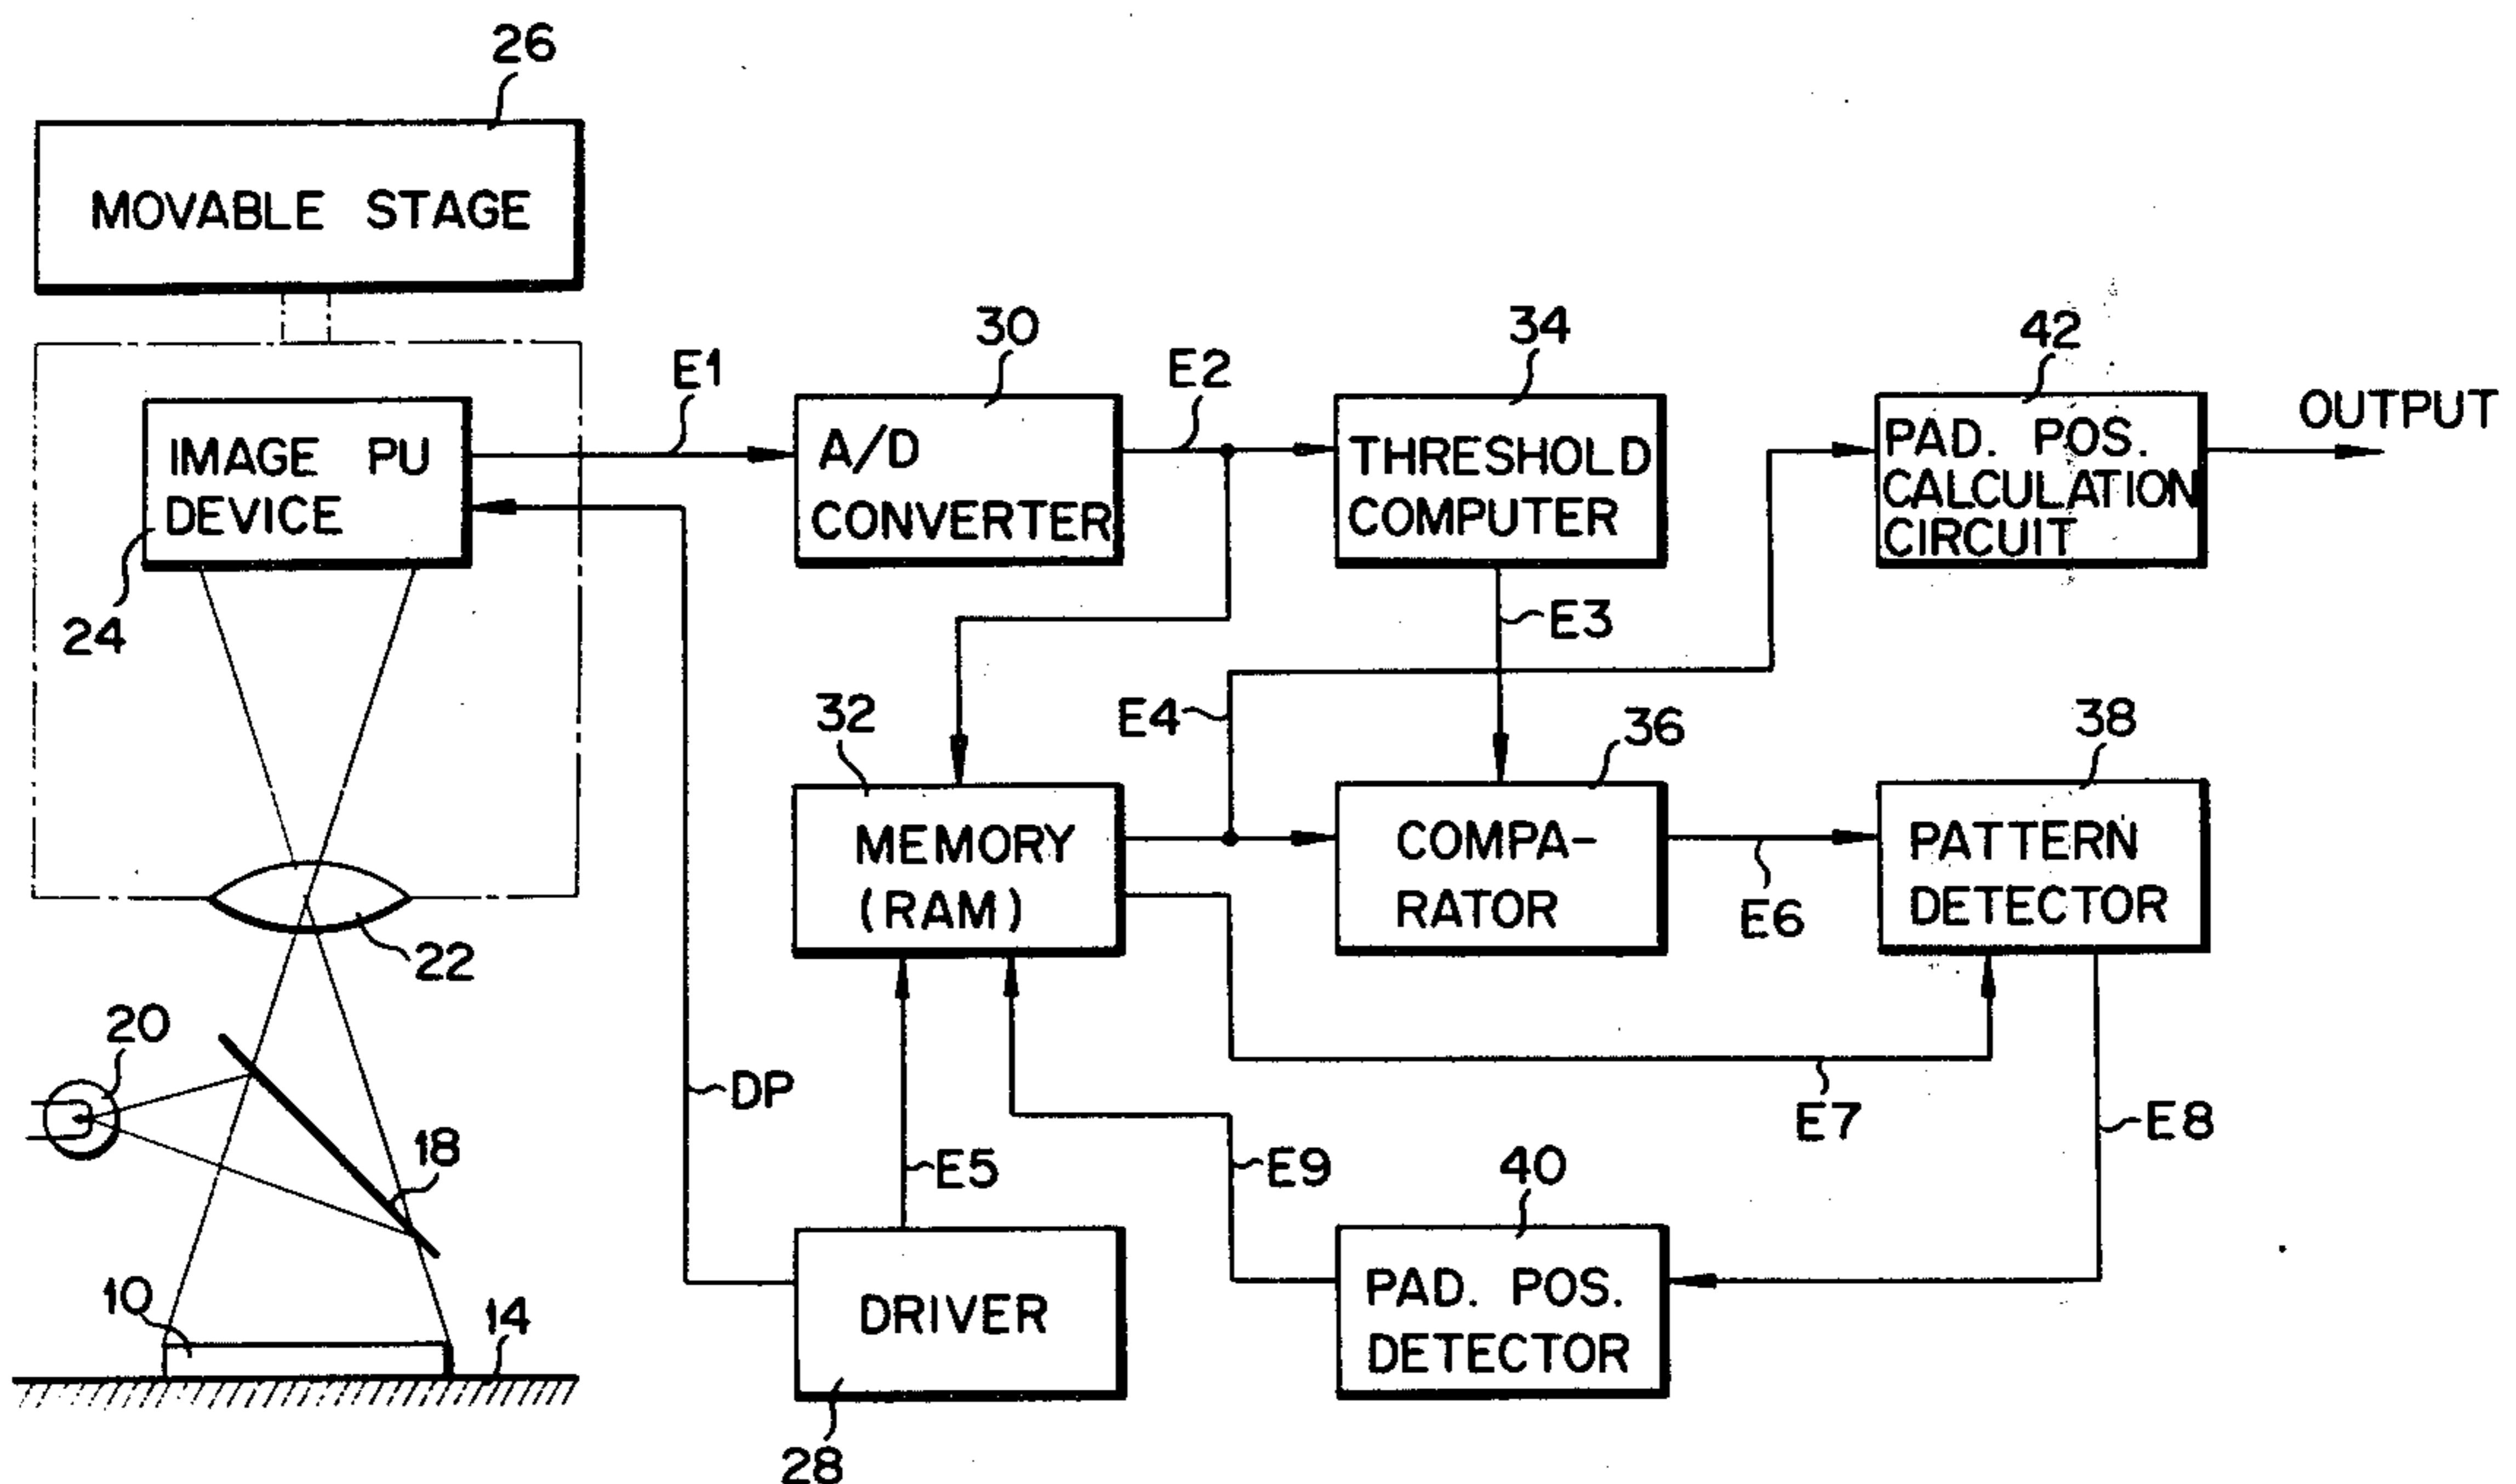 26
MOVABLE STAGE
30
34
42
E1
E2
OUTPUT
IMAGE PU
DEVICE
A/D
CONVERTER
THRESHOLD
COMPUTER
PAD. POS.
CALCULATION
CIRCUIT
24
E3
32
E4
36
38
MEMORY
(RAM)
COMPA-
RATOR
PATTERN
DETECTOR
E6
22
20
DP
E7
E8
18
E5
E9
40
10
14
DRIVER
PAD. POS.
DETECTOR
28